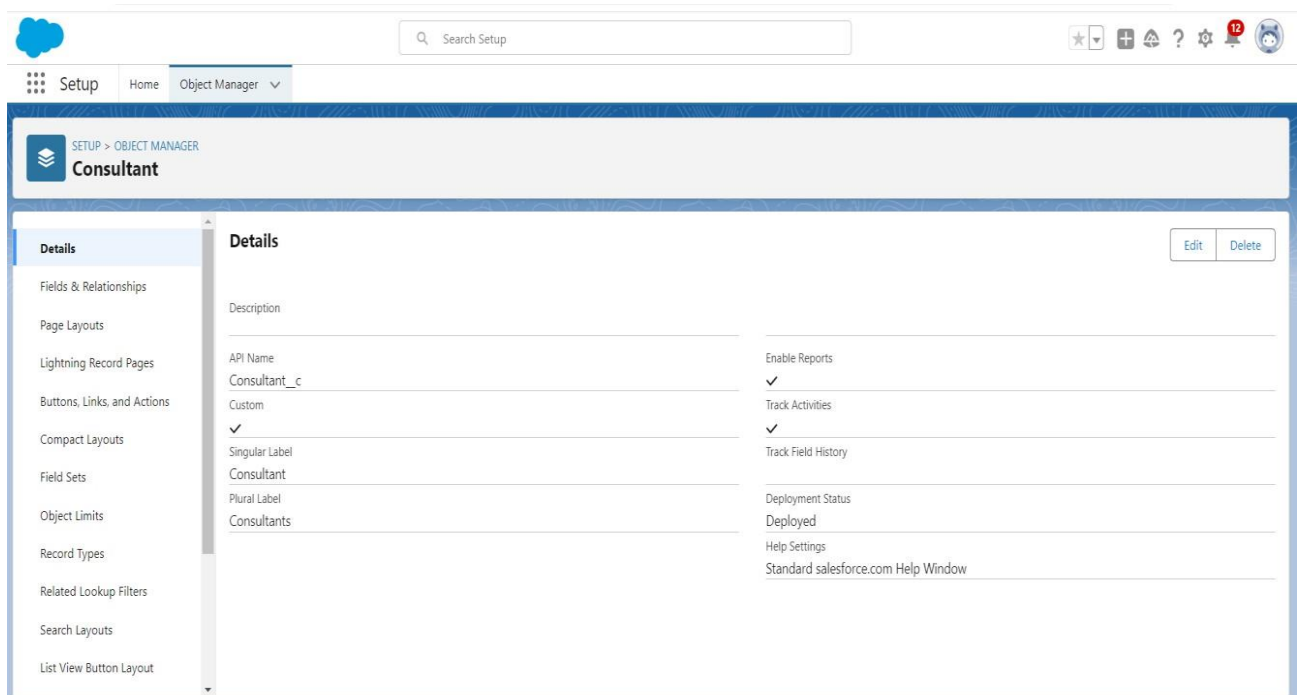 Search Setup
12
Setup Home Object Manager
SETUP > OBJECT MANAGER
Consultant
Details
Fields & Relationships
Page Layouts
Lightning Record Pages
Buttons, Links, and Actions
Compact Layouts
Field Sets
Object Limits
Record Types
Related Lookup Filters
Search Layouts
List View Button Layout
Details
Edit Delete
Description
API Name
Consultant__c
Custom
Singular Label
Consultant
Plural Label
Consultants
Enable Reports
Track Activities
Track Field History
Deployment Status
Deployed
Help Settings
Standard salesforce.com Help Window